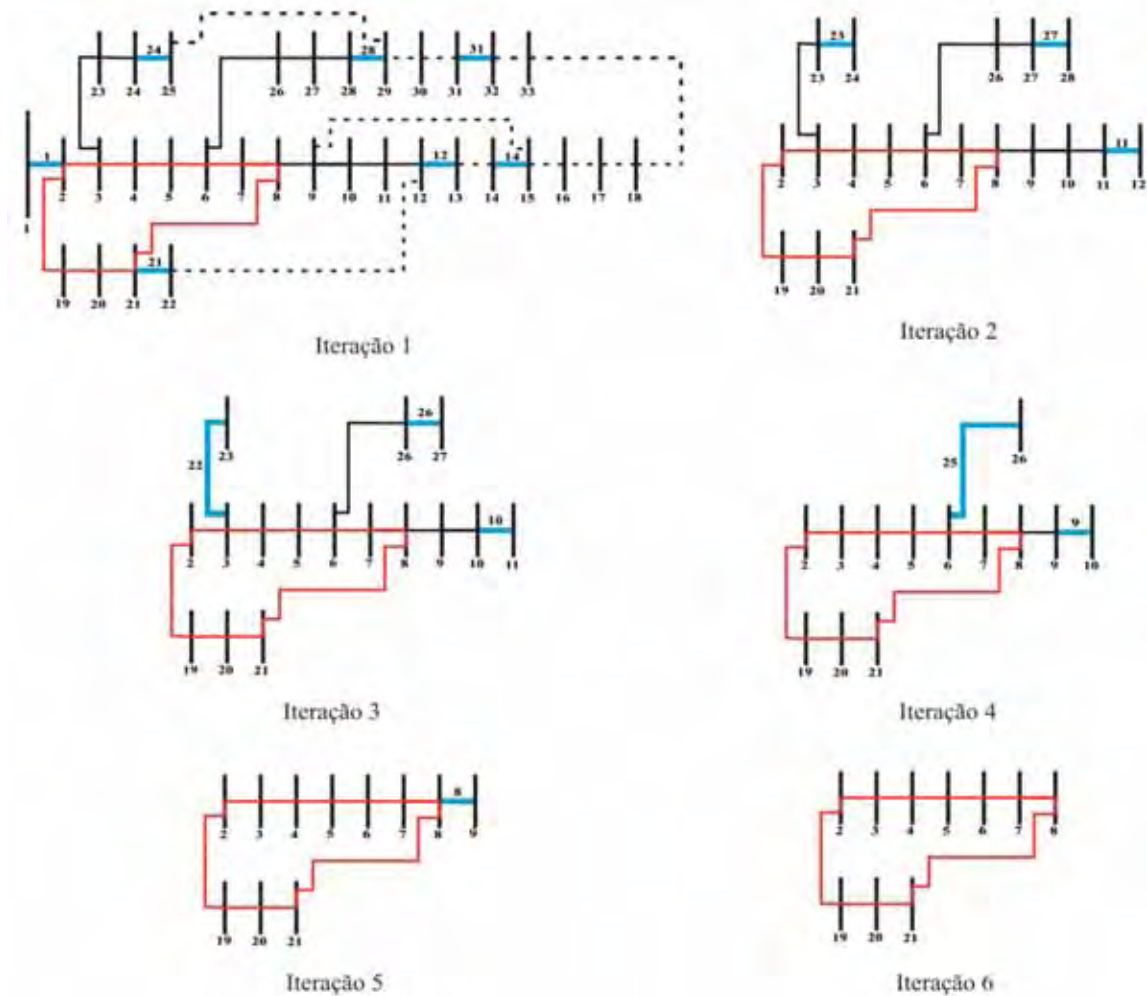 24 28 31
23 24 25 26 27 28 29 30 31 32 33
1 12 14
2 3 4 5 6 7 8 9 10 11 12 13 14 15 16 17 18
1
21
19 20 21 22
Iteração 1
23 27
23 24 26 27 28
11
2 3 4 5 6 7 8 9 10 11 12
19 20 21
Iteração 2
26
22 23 26 27
10
2 3 4 5 6 7 8 9 10 11
19 20 21
Iteração 3
25 26
9
2 3 4 5 6 7 8 9 10
19 20 21
Iteração 4
8
2 3 4 5 6 7 8 9
19 20 21
Iteração 5
2 3 4 5 6 7 8
19 20 21
Iteração 6